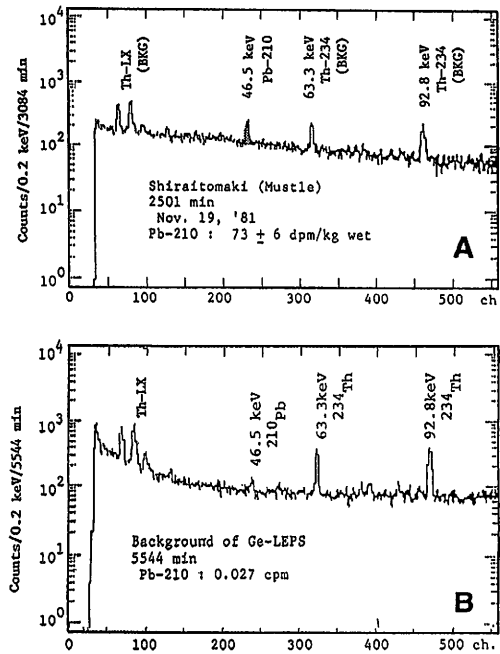 10⁴
10³
10²
10¹
10⁰
Counts/0.2 keV/3084 min
Th-LX
(BKG)
46.5 keV
Pb-210
63.3 keV
Th-234
(BKG)
92.8 keV
Th-234
(BKG)
Shiraitomaki (Mustle)
2501 min
Nov. 19, '81
Pb-210 : 73 ± 6 dpm/kg wet
A
0 100 200 300 400 500 ch.
10⁴
10³
10²
10¹
10⁰
Counts/0.2 keV/5544 min
Th-LX
46.5 keV
²¹⁰Pb
63.3keV
²³⁴Th
92.8keV
²³⁴Th
Background of Ge-LEPS
5544 min
Pb-210 : 0.027 cpm
B
0 100 200 300 400 500 ch.